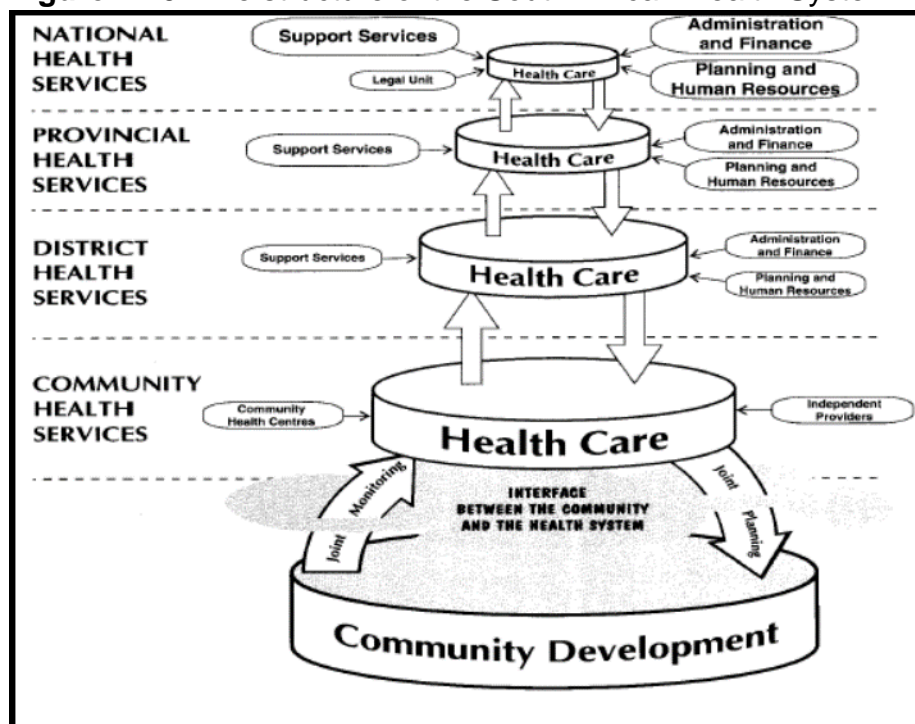 NATIONAL
HEALTH
SERVICES
Support Services
Legal Unit
Health Care
Administration
and Finance
Planning and
Human Resources
PROVINCIAL
HEALTH
SERVICES
Support Services
Health Care
Administration
and Finance
Planning and
Human Resources
DISTRICT
HEALTH
SERVICES
Support Services
Health Care
Administration
and Finance
Planning and
Human Resources
COMMUNITY
HEALTH
SERVICES
Community
Health Centres
Health Care
Independent
Providers
Joint Monitoring
INTERFACE
BETWEEN THE COMMUNITY
AND THE HEALTH SYSTEM
Joint Planning
Community Development